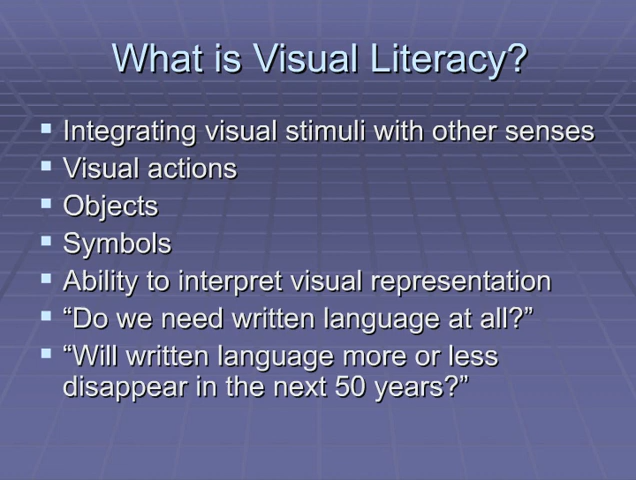 What is Visual Literacy?
Integrating visual stimuli with other senses
Visual actions
Objects
Symbols
Ability to interpret visual representation
“Do we need written language at all?”
“Will written language more or less
disappear in the next 50 years?”